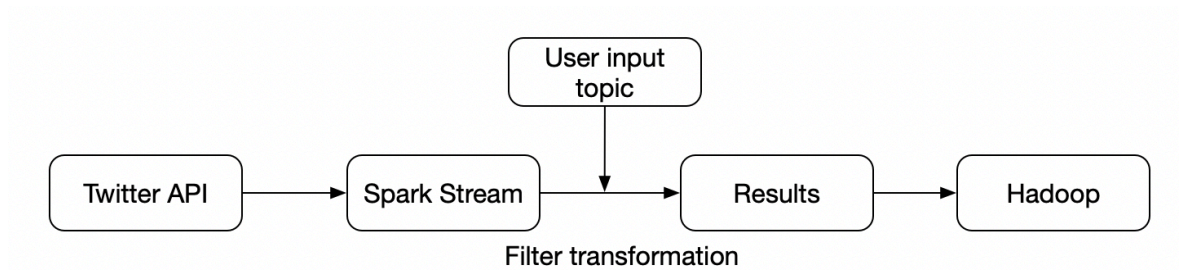 User input
topic
Twitter API
Spark Stream
Results
Hadoop
Filter transformation